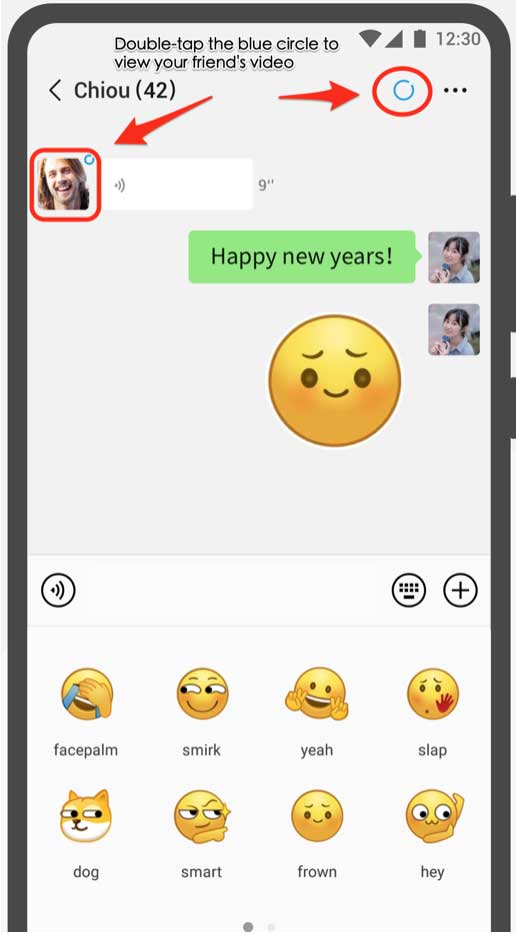 12:30
Double-tap the blue circle to
view your friend's video
Chiou (42)
9''
Happy new years!
facepalm smirk yeah slap
dog smart frown hey